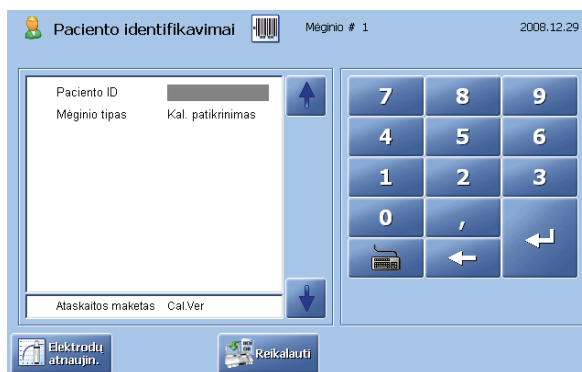 Paciento identifikavimai
Mėginio # 1
2008.12.29
Paciento ID
Mėginio tipas Kal. patikrinimas
Ataskaitos maketas Cal.Ver
7 8 9
4 5 6
1 2 3
0 ,
Elektrodų
atnaujin.
Reikalauti